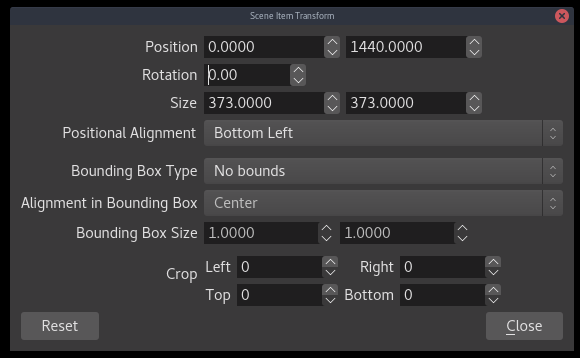 Scene Item Transform
Position 0.0000 1440.0000
Rotation 0.00
Size 373.0000 373.0000
Positional Alignment Bottom Left
Bounding Box Type No bounds
Alignment in Bounding Box Center
Bounding Box Size 1.0000 1.0000
Crop Left 0 Right 0
Top 0 Bottom 0
Reset Close